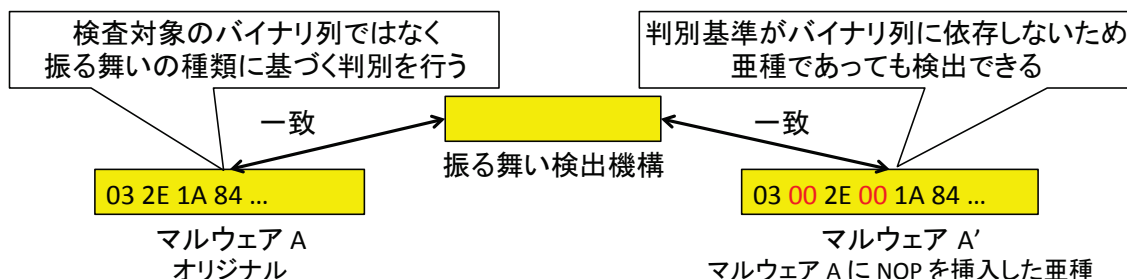 検査対象のバイナリ列ではなく
振る舞いの種類に基づく判別を行う
判別基準がバイナリ列に依存しないため
亜種であっても検出できる
一致
一致
振る舞い検出機構
03 2E 1A 84 ...
03 00 2E 00 1A 84 ...
マルウェア A
オリジナル
マルウェア A’
マルウェア A に NOP を挿入した亜種